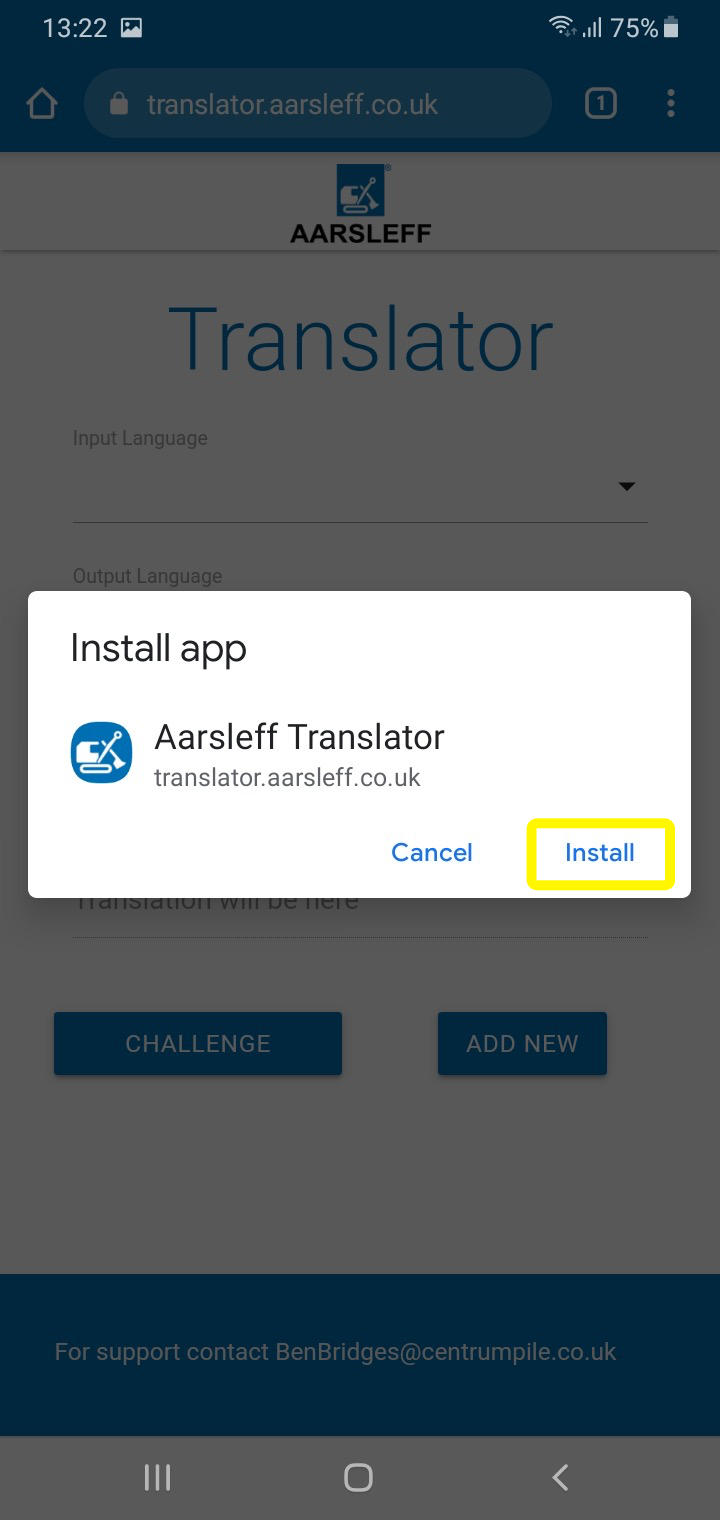 13:22 75%
translator.aarsleff.co.uk 1
AARSLEFF®
Translator
Input Language
Output Language
Install app
Aarsleff Translator
translator.aarsleff.co.uk
Cancel Install
Translation will be here
CHALLENGE ADD NEW
For support contact BenBridges@centrumpile.co.uk